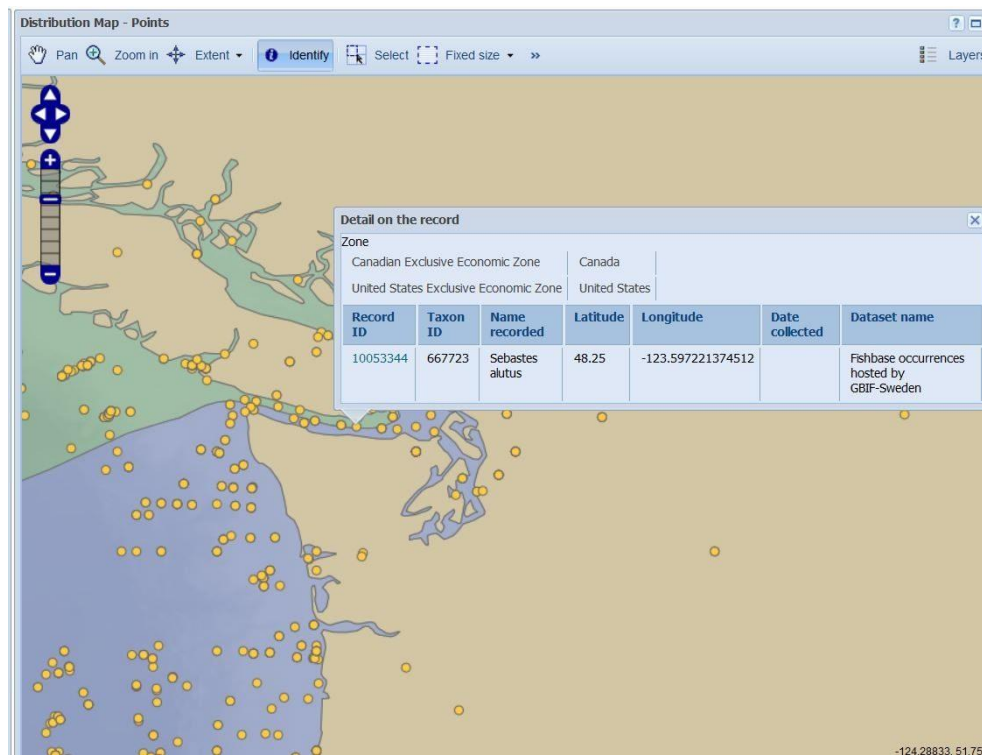 Distribution Map - Points
?
Pan Zoom in Extent Identify Select Fixed size » Layers
Detail on the record
Zone
Canadian Exclusive Economic Zone Canada
United States Exclusive Economic Zone United States
Record ID Taxon ID Name recorded Latitude Longitude Date collected Dataset name
10053344 667723 Sebastes alutus 48.25 -123.597221374512 Fishbase occurrences hosted by GBIF-Sweden
-124.28833, 51.75